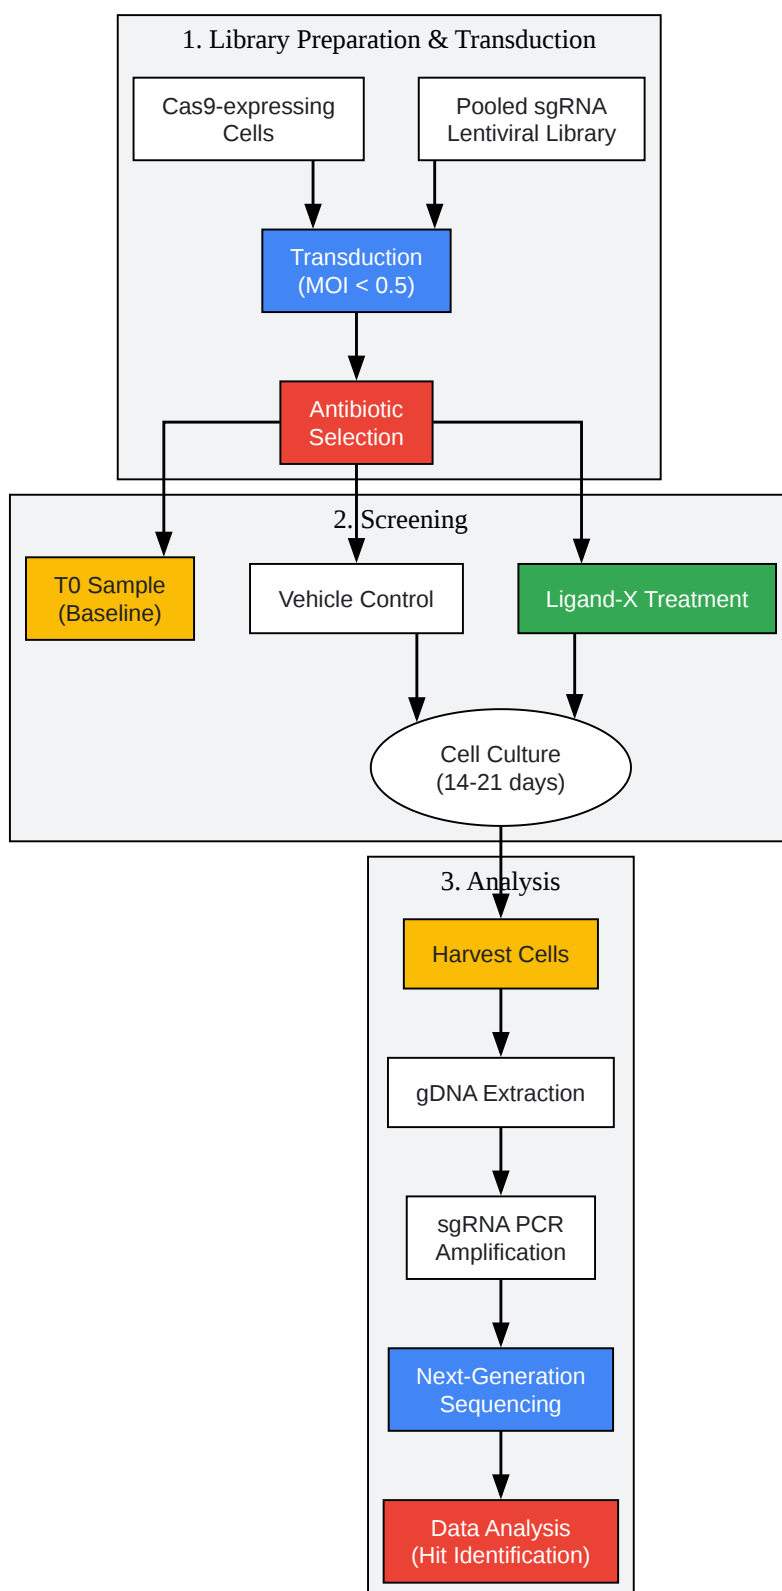 1. Library Preparation & Transduction
Cas9-expressing
Cells
Pooled sgRNA
Lentiviral Library
Transduction
(MOI < 0.5)
Antibiotic
Selection
2. Screening
T0 Sample
(Baseline)
Vehicle Control
Ligand-X Treatment
Cell Culture
(14-21 days)
3. Analysis
Harvest Cells
gDNA Extraction
sgRNA PCR
Amplification
Next-Generation
Sequencing
Data Analysis
(Hit Identification)